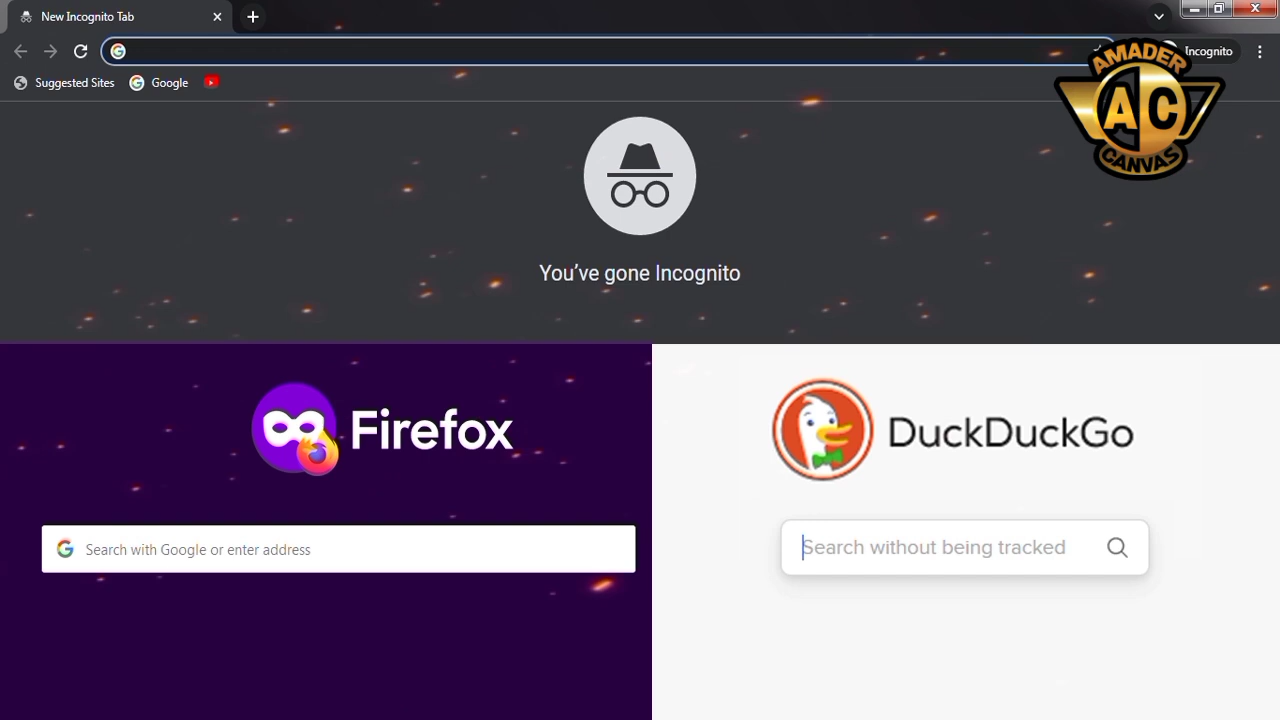 New Incognito Tab
Incognito
Suggested Sites
Google
AMADER
AC
CANVAS
You've gone Incognito
Firefox
DuckDuckGo
Search with Google or enter address
Search without being tracked